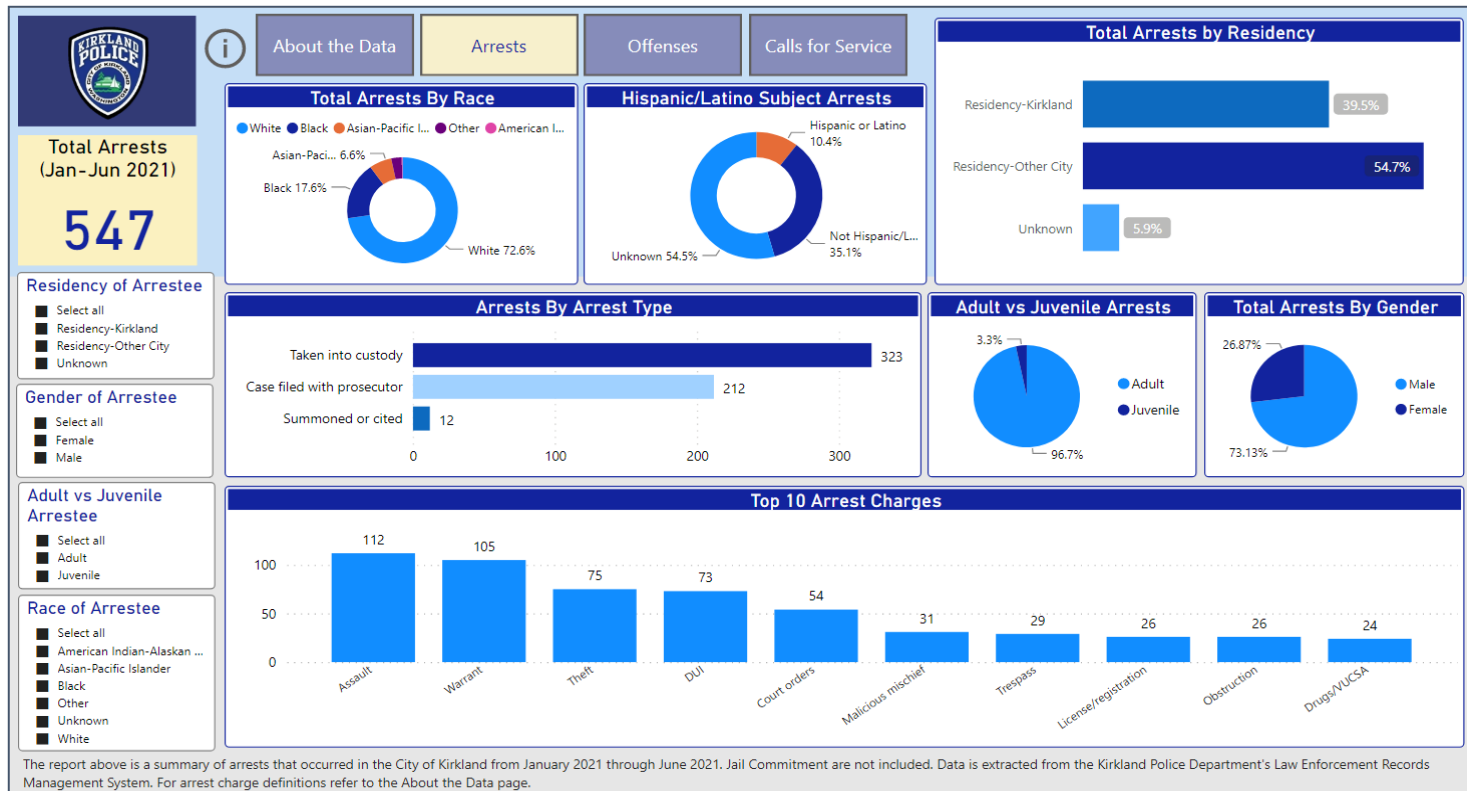 KIRKLAND
POLICE
CITY OF KIRKLAND
WASHINGTON
i
About the Data
Arrests
Offenses
Calls for Service
Total Arrests
(Jan-Jun 2021)
547
Total Arrests By Race
White Black Asian-Pacific I... Other American I...
Asian-Paci... 6.6%
Black 17.6%
White 72.6%
Hispanic/Latino Subject Arrests
Hispanic or Latino
10.4%
Not Hispanic/L...
35.1%
Unknown 54.5%
Total Arrests by Residency
Residency-Kirkland 39.5%
Residency-Other City 54.7%
Unknown 5.9%
Residency of Arrestee
Select all
Residency-Kirkland
Residency-Other City
Unknown
Gender of Arrestee
Select all
Female
Male
Adult vs Juvenile
Arrestee
Select all
Adult
Juvenile
Race of Arrestee
Select all
American Indian-Alaskan ...
Asian-Pacific Islander
Black
Other
Unknown
White
Arrests By Arrest Type
Taken into custody 323
Case filed with prosecutor 212
Summoned or cited 12
0 100 200 300
Adult vs Juvenile Arrests
3.3%
Adult
Juvenile
96.7%
Total Arrests By Gender
26.87%
Male
Female
73.13%
Top 10 Arrest Charges
112 105 75 73 54 31 29 26 26 24
100
50
0
Assault Warrant Theft DUI Court orders Malicious mischief Trespass License/registration Obstruction Drugs/VUCSA
The report above is a summary of arrests that occurred in the City of Kirkland from January 2021 through June 2021. Jail Commitment are not included. Data is extracted from the Kirkland Police Department's Law Enforcement Records
Management System. For arrest charge definitions refer to the About the Data page.